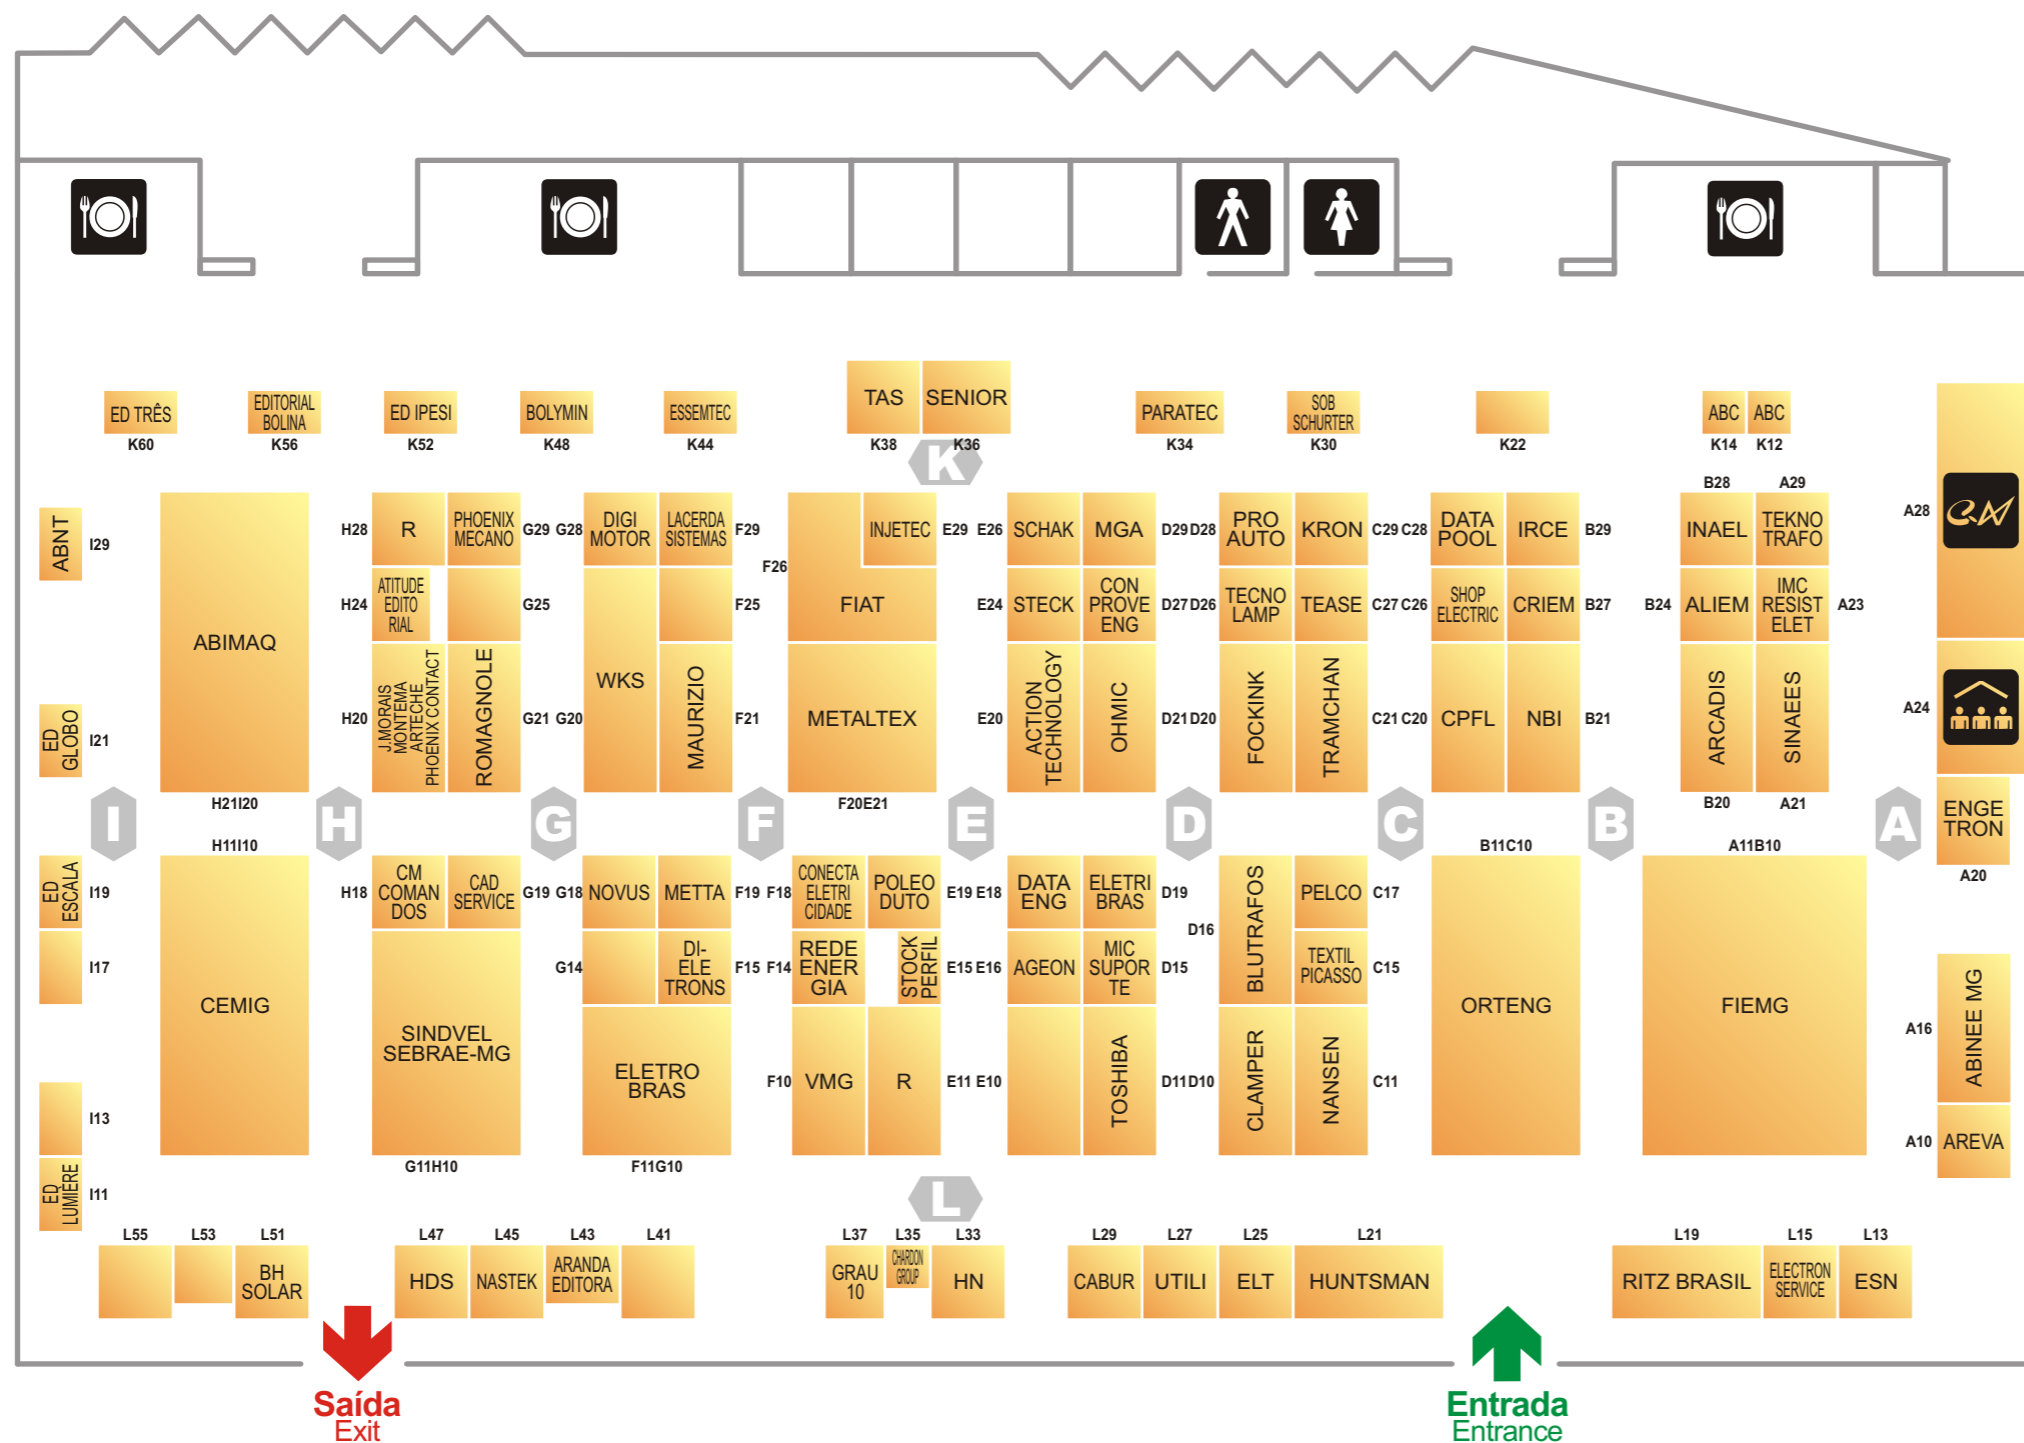 TAS
SENIOR
ED TRÊS
EDITORIAL
BOLINA
ED IPESI
BOLYMIN
ESSEMTEC
PARATEC
SOB
SCHURTER
ABC
ABC
K60
K56
K52
K48
K44
K38
K36
K34
K30
K22
K14
K12
K
B28
A29
ABNT
I29
ABIMAQ
H28
R
PHOENIX
MECANO
G29
G28
DIGI
MOTOR
LACERDA
SISTEMAS
F29
F26
INJETEC
E29
E26
SCHAK
MGA
D29
D28
PRO
AUTO
KRON
C29
C28
DATA
POOL
IRCE
B29
INAEL
TEKNO
TRAFO
A28
H24
ATITUDE
EDITO
RIAL
G25
F25
FIAT
E24
STECK
CON
PROVE
ENG
D27
D26
TECNO
LAMP
TEASE
C27
C26
SHOP
ELECTRIC
CRIEM
B27
B24
ALIEM
IMC
RESIST
ELET
A23
ED
GLOBO
I21
H20
J.MORAIS
MONTEMA
ARTECHE
PHOENIX CONTACT
ROMAGNOLE
G21
G20
WKS
MAURIZIO
F21
METALTEX
E20
ACTION
TECHNOLOGY
OHMIC
D21
D20
FOCKINK
TRAMCHAN
C21
C20
CPFL
NBI
B21
ARCADIS
SINAEES
A24
H21
I20
F20
E21
B20
A21
I
H
G
F
E
D
C
B
A
ENGE
TRON
A20
H11
I10
B11
C10
A11
B10
ED
ESCALA
I19
H18
CM
COMAN
DOS
CAD
SERVICE
G19
G18
NOVUS
METTA
F19
F18
CONECTA
ELETRI
CIDADE
POLEO
DUTO
E19
E18
DATA
ENG
ELETRI
BRAS
D19
D16
BLUTRAFOS
PELCO
C17
I17
CEMIG
SINDVEL
SEBRAE-MG
G14
DI-
ELE
TRONS
F15
F14
REDE
ENER
GIA
STOCK
PERFIL
E15
E16
AGEON
MIC
SUPOR
TE
D15
TEXTIL
PICASSO
C15
ORTENG
FIEMG
A16
ABINEE MG
I13
ELETRO
BRAS
F10
VMG
R
E11
E10
TOSHIBA
D11
D10
CLAMPER
NANSEN
C11
A10
AREVA
ED
LUMIÈRE
I11
G11
H10
F11
G10
L
L55
L53
L51
L47
L45
L43
L41
L37
L35
L33
L29
L27
L25
L21
L19
L15
L13
BH
SOLAR
HDS
NASTEK
ARANDA
EDITORA
GRAU
10
CHARDON
GROUP
HN
CABUR
UTILI
ELT
HUNTSMAN
RITZ BRASIL
ELECTRON
SERVICE
ESN
Saída
Exit
Entrada
Entrance